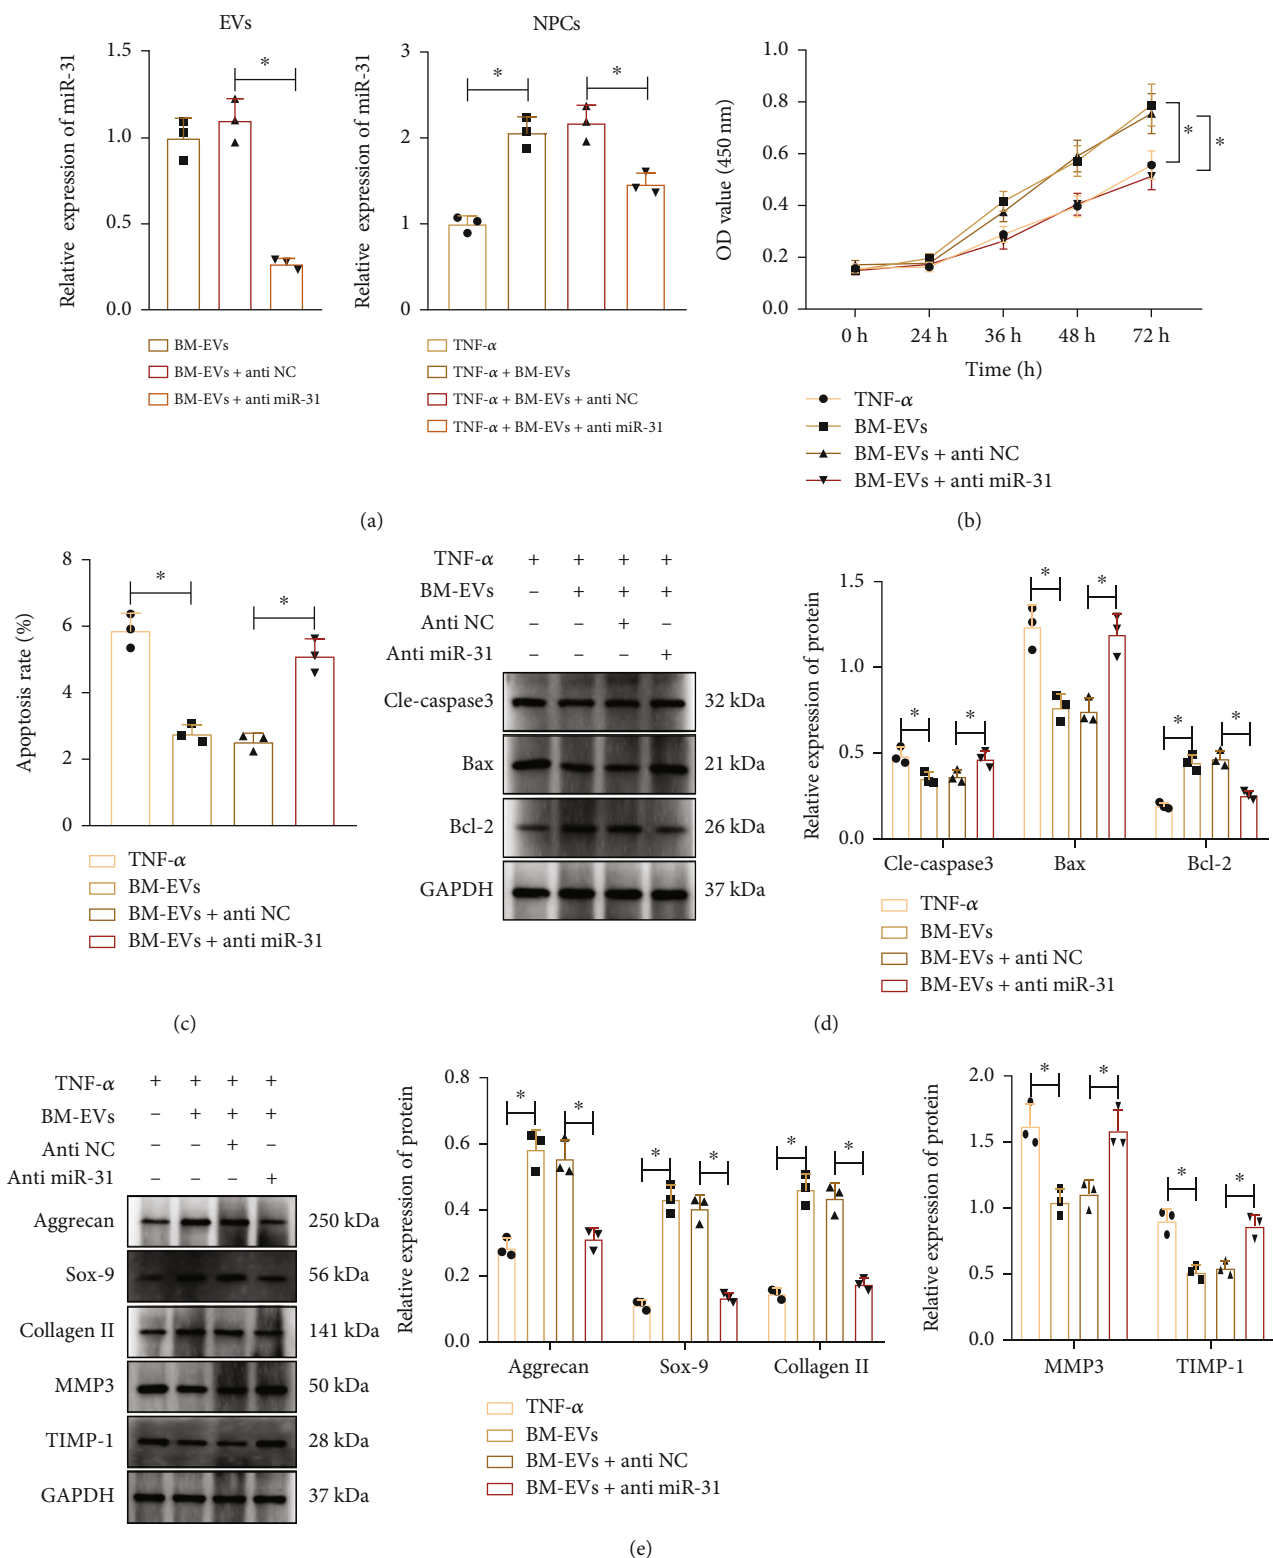 EVs
Relative expression of miR-31
1.5
1.0
0.5
0.0
*
BM-EVs
BM-EVs + anti NC
BM-EVs + anti miR-31
NPCs
Relative expression of miR-31
3
2
1
0
*
*
TNF-α
TNF-α + BM-EVs
TNF-α + BM-EVs + anti NC
TNF-α + BM-EVs + anti miR-31
(a)
OD value (450 nm)
1.0
0.8
0.6
0.4
0.2
0.0
*
*
0 h 24 h 36 h 48 h 72 h
Time (h)
TNF-α
BM-EVs
BM-EVs + anti NC
BM-EVs + anti miR-31
(b)
Apoptosis rate (%)
8
6
4
2
0
*
*
TNF-α
BM-EVs
BM-EVs + anti NC
BM-EVs + anti miR-31
(c)
TNF-α + + + +
BM-EVs – + + +
Anti NC – – + –
Anti miR-31 – – – +
Cle-caspase3 32 kDa
Bax 21 kDa
Bcl-2 26 kDa
GAPDH 37 kDa
Relative expression of protein
1.5
1.0
0.5
0.0
* * * * * *
Cle-caspase3 Bax Bcl-2
TNF-α
BM-EVs
BM-EVs + anti NC
BM-EVs + anti miR-31
(d)
TNF-α + + + +
BM-EVs – + + +
Anti NC – – + –
Anti miR-31 – – – +
Aggrecan 250 kDa
Sox-9 56 kDa
Collagen II 141 kDa
MMP3 50 kDa
TIMP-1 28 kDa
GAPDH 37 kDa
Relative expression of protein
0.8
0.6
0.4
0.2
0.0
* * * * * *
Aggrecan Sox-9 Collagen II
TNF-α
BM-EVs
BM-EVs + anti NC
BM-EVs + anti miR-31
Relative expression of protein
2.0
1.5
1.0
0.5
0.0
* * * *
MMP3 TIMP-1
(e)